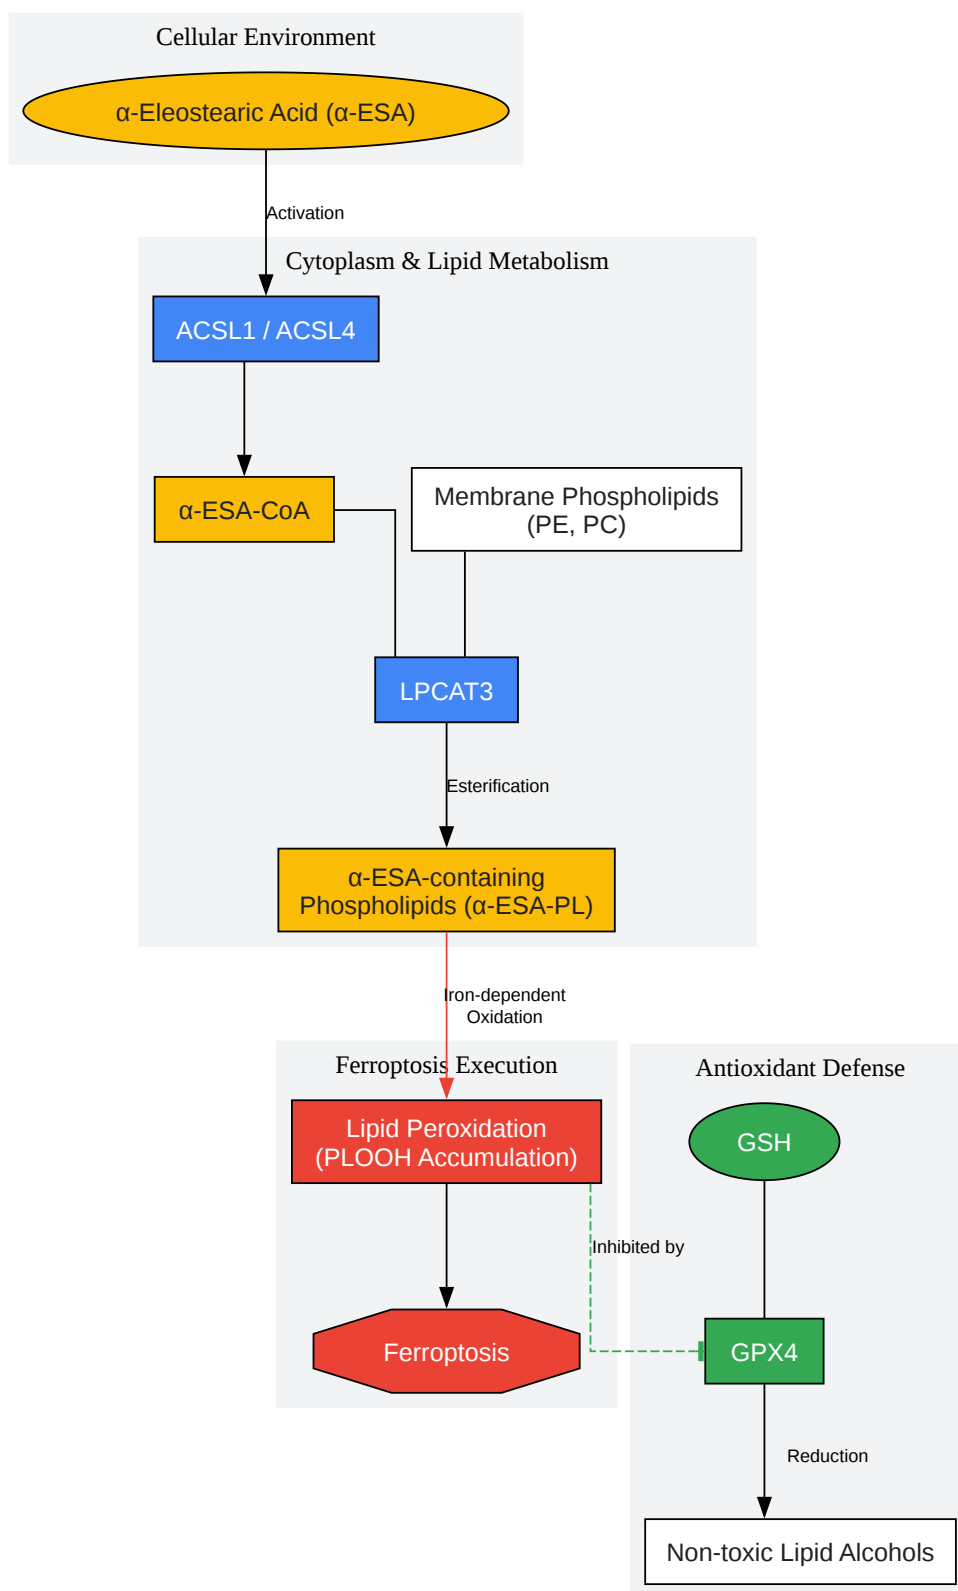 Cellular Environment
α-Eleostearic Acid (α-ESA)
Activation
Cytoplasm & Lipid Metabolism
ACSL1 / ACSL4
α-ESA-CoA
Membrane Phospholipids
(PE, PC)
LPCAT3
Esterification
α-ESA-containing
Phospholipids (α-ESA-PL)
Iron-dependent
Oxidation
Ferroptosis Execution
Lipid Peroxidation
(PLOOH Accumulation)
Inhibited by
Ferroptosis
Antioxidant Defense
GSH
GPX4
Reduction
Non-toxic Lipid Alcohols